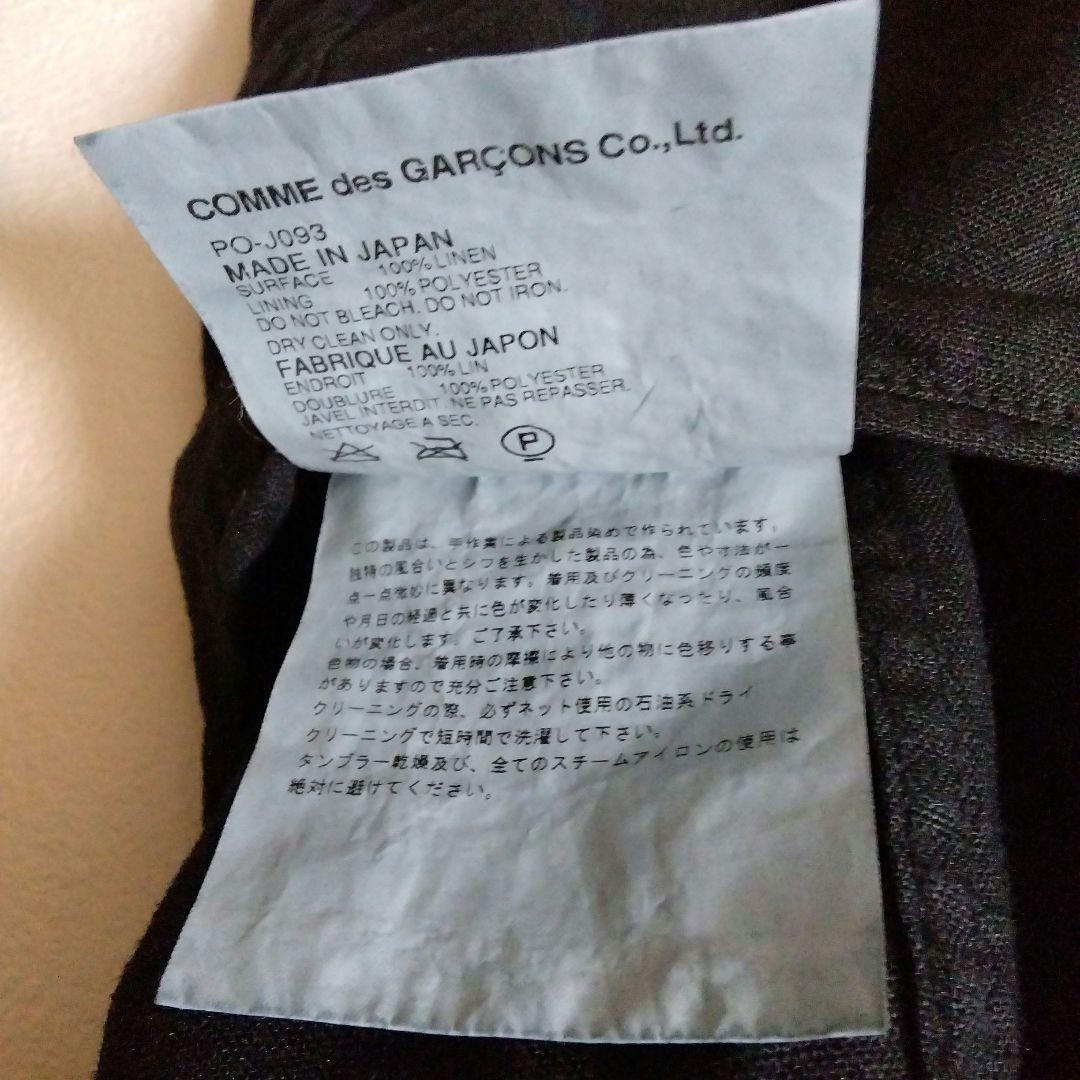 COMME des GARÇONS Co.,Ltd.
PO-J093
MADE IN JAPAN
SURFACE 100% LINEN
LINING 100% POLYESTER
DO NOT BLEACH. DO NOT IRON.
DRY CLEAN ONLY.
FABRIQUE AU JAPON
ENDROIT 100% LIN
DOUBLURE 100% POLYESTER
JAVEL INTERDIT. NE PAS REPASSER.
NETTOYAGE A SEC.
P
この製品は、手作業による製品染めで作られています。
独特の風合いとシワを生かした製品の為、色や寸法が一
点一点微妙に異なります。着用及びクリーニングの頻度
や月日の経過と共に色が変化したり薄くなったり、風合
いが変化します。ご了承下さい。
色物の場合、着用時の摩擦により他の物に色移りする事
がありますので充分ご注意下さい。
クリーニングの際、必ずネット使用の石油系ドライ
クリーニングで短時間で洗濯して下さい。
タンブラー乾燥及び、全てのスチームアイロンの使用は
絶対に避けてください。